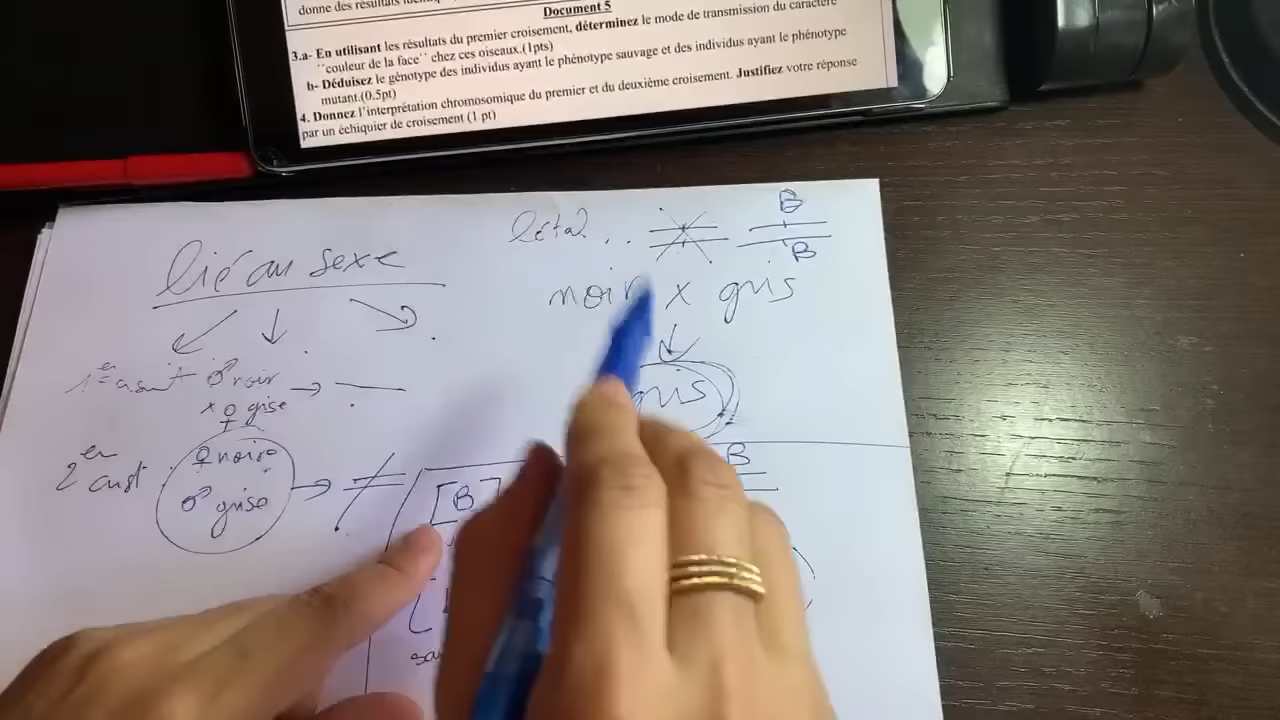 donne des résultats
Document 5
3.a- En utilisant les résultats du premier croisement, déterminez le mode de transmission du caractère
''couleur de la face'' chez ces oiseaux.(1pts)
b- Déduisez le génotype des individus ayant le phénotype sauvage et des individus ayant le phénotype
mutant.(0.5pt)
4. Donnez l'interprétation chromosomique du premier et du deuxième croisement. Justifiez votre réponse
par un échiquier de croisement (1 pt)
létal..
B
B
lié au sexe
noir x gris
gris
1er ♂ noir
x ♀ grise
2en ♀ noire
♂ grise
[B]
B